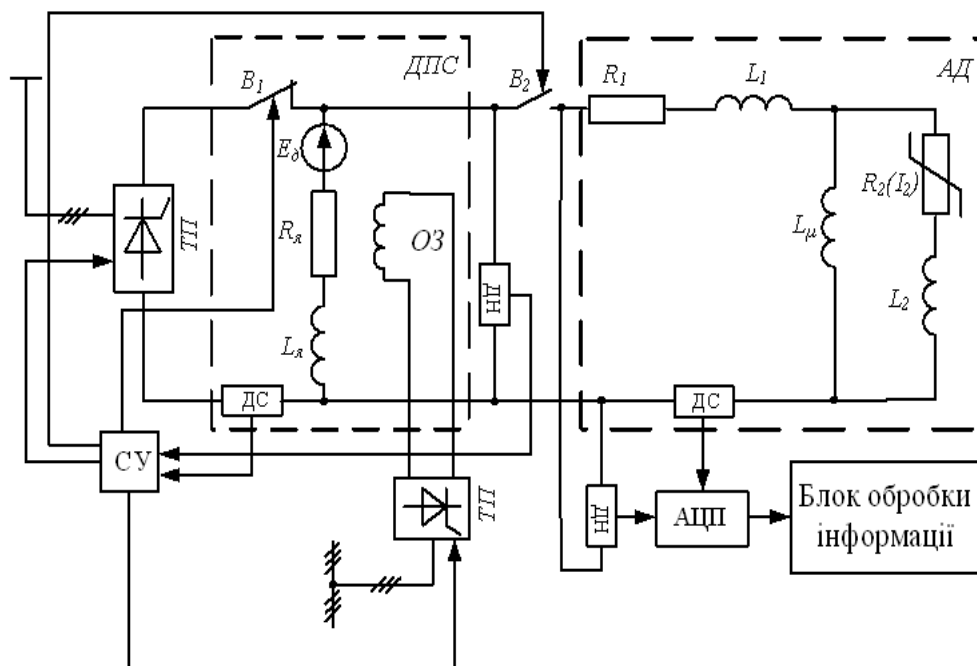 ДПС
АД
B1
B2
R1
L1
Eд
Rя
ОЗ
Lя
ТП
ДН
Lμ
R2(I2)
L2
ДС
ДС
СУ
ТП
ДН
АЦП
Блок обробки
інформації